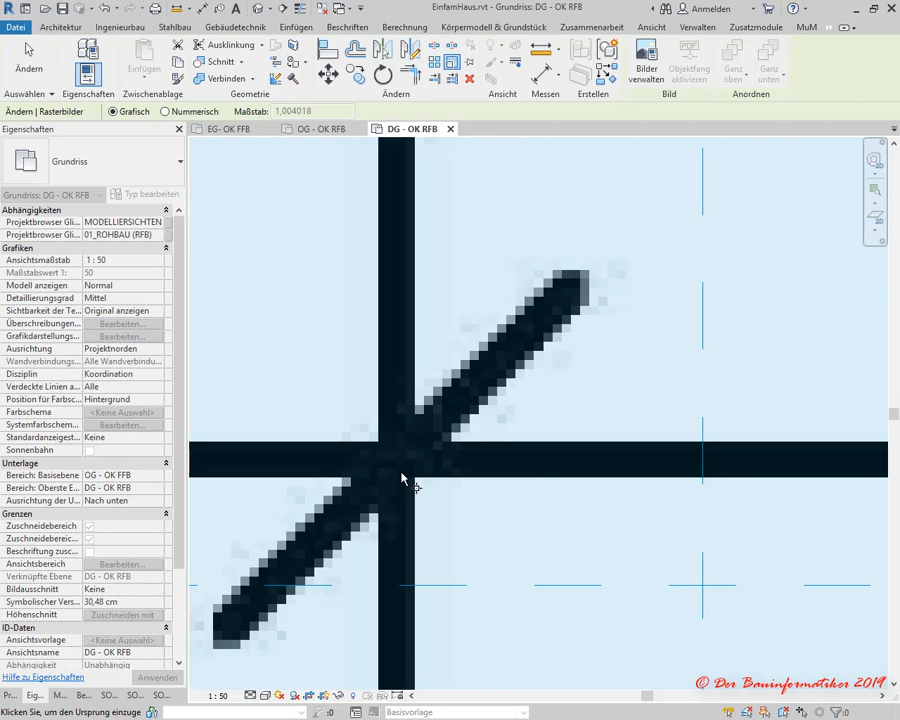 EinfamHaus.rvt - Grundriss: DG - OK RFB
Anmelden
Datei Architektur Ingenieurbau Stahlbau Gebäudetechnik Einfügen Beschriften Berechnung Körpermodell & Grundstück Zusammenarbeit Ansicht Verwalten Zusatzmodule MuM Ändern
Ändern
Auswählen
Eigenschaften
Einfügen
Zwischenablage
Ausklinkung
Schnitt
Verbinden
Geometrie
Ändern
Ansicht
Messen
Erstellen
Bilder verwalten
Objektfang aktivieren
Bild
Ganz oben
Ganz unten
Anordnen
Ändern | Rasterbilder Grafisch Numerisch Maßstab: 1,004018
Eigenschaften
EG- OK FFB OG - OK RFB DG - OK RFB
Grundriss
Grundriss: DG - OK RFB Typ bearbeiten
Abhängigkeiten
Projektbrowser Gli... MODELLIERSICHTEN
Projektbrowser Gli... 01_ROHBAU (RFB)
Grafiken
Ansichtsmaßstab 1 : 50
Maßstabswert 1: 50
Modell anzeigen Normal
Detaillierungsgrad Mittel
Sichtbarkeit der Te... Original anzeigen
Überschreibungen... Bearbeiten...
Grafikdarstellungs... Bearbeiten...
Ausrichtung Projektnorden
Wandverbindung... Alle Wandverbindu...
Disziplin Koordination
Verdeckte Linien a... Alle
Position für Farbsc... Hintergrund
Farbschema <Keine Auswahl>
Systemfarbschem... Bearbeiten...
Standardanzeigest... Keine
Sonnenbahn
Unterlage
Bereich: Basisebene OG - OK FFB
Bereich: Oberste E... DG - OK RFB
Ausrichtung der U... Nach unten
Grenzen
Zuschneidebereich
Zuschneidebereic...
Beschriftung zusc...
Ansichtsbereich Bearbeiten...
Verknüpfte Ebene DG - OK RFB
Bildausschnitt Keine
Symbolischer Vers... 30,48 cm
Höhenschnitt Zuschneiden mit
ID-Daten
Ansichtsvorlage <Keine Auswahl>
Ansichtsname DG - OK RFB
Abhängigkeit Unabhängig
Hilfe zu Eigenschaften Anwenden
Pr... Eig... M... Be... SO... SO... SO...
1 : 50
© Der Bauinformatiker 2019
Klicken Sie, um den Ursprung einzuge :0 Basisvorlage :0